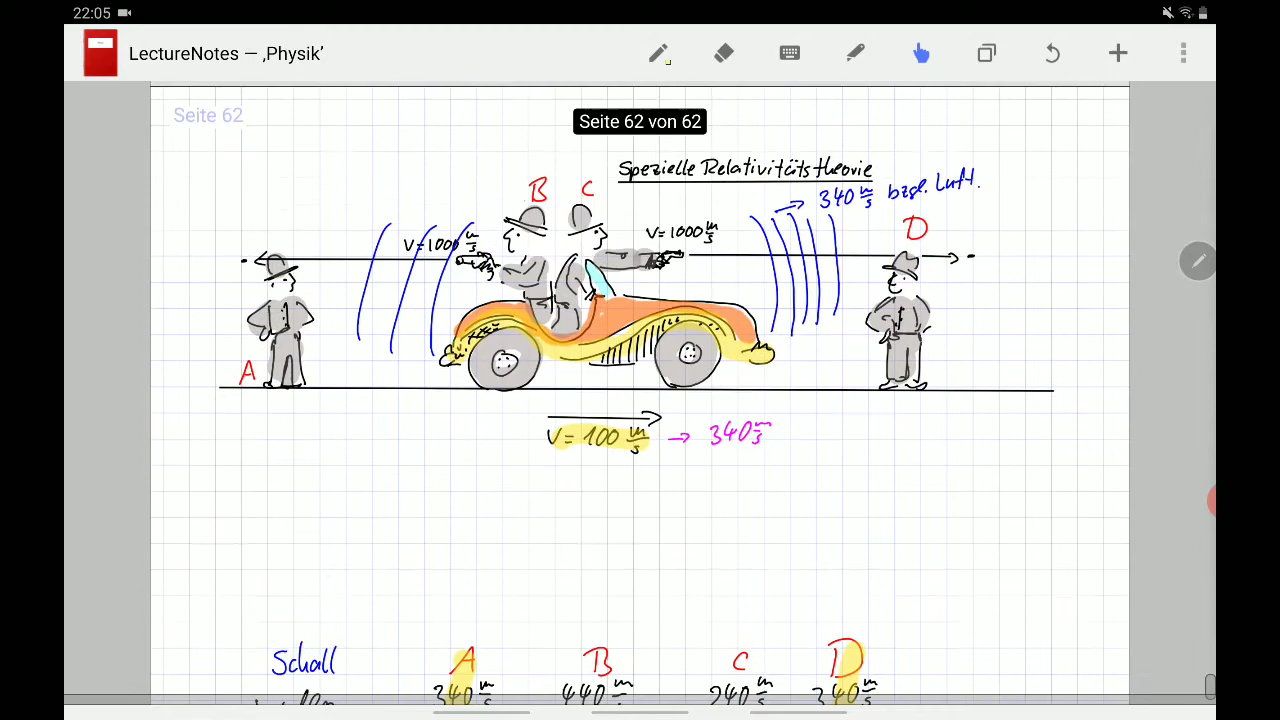 22:05
LectureNotes — ‚Physik‘
Seite 62
Seite 62 von 62
Spezielle Relativitätstheorie
→ 340 m/s bzgl. Luft.
B C
D
V=1000 m/s
V=1000 m/s
A
V= 100 m/s → 340 m/s
Schall A B C D
340 m/s 440 m/s 240 m/s 340 m/s